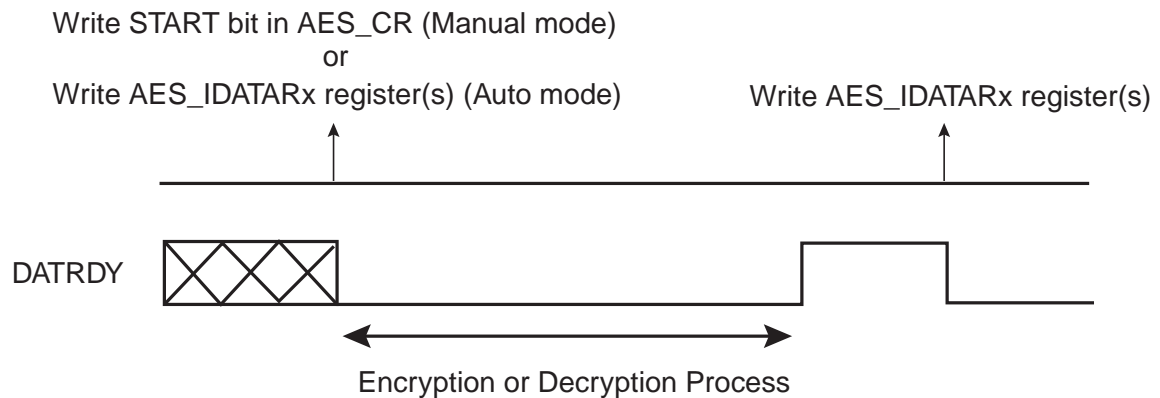 Write START bit in AES_CR (Manual mode)
or
Write AES_IDATARx register(s) (Auto mode)
Write AES_IDATARx register(s)
DATRDY
Encryption or Decryption Process